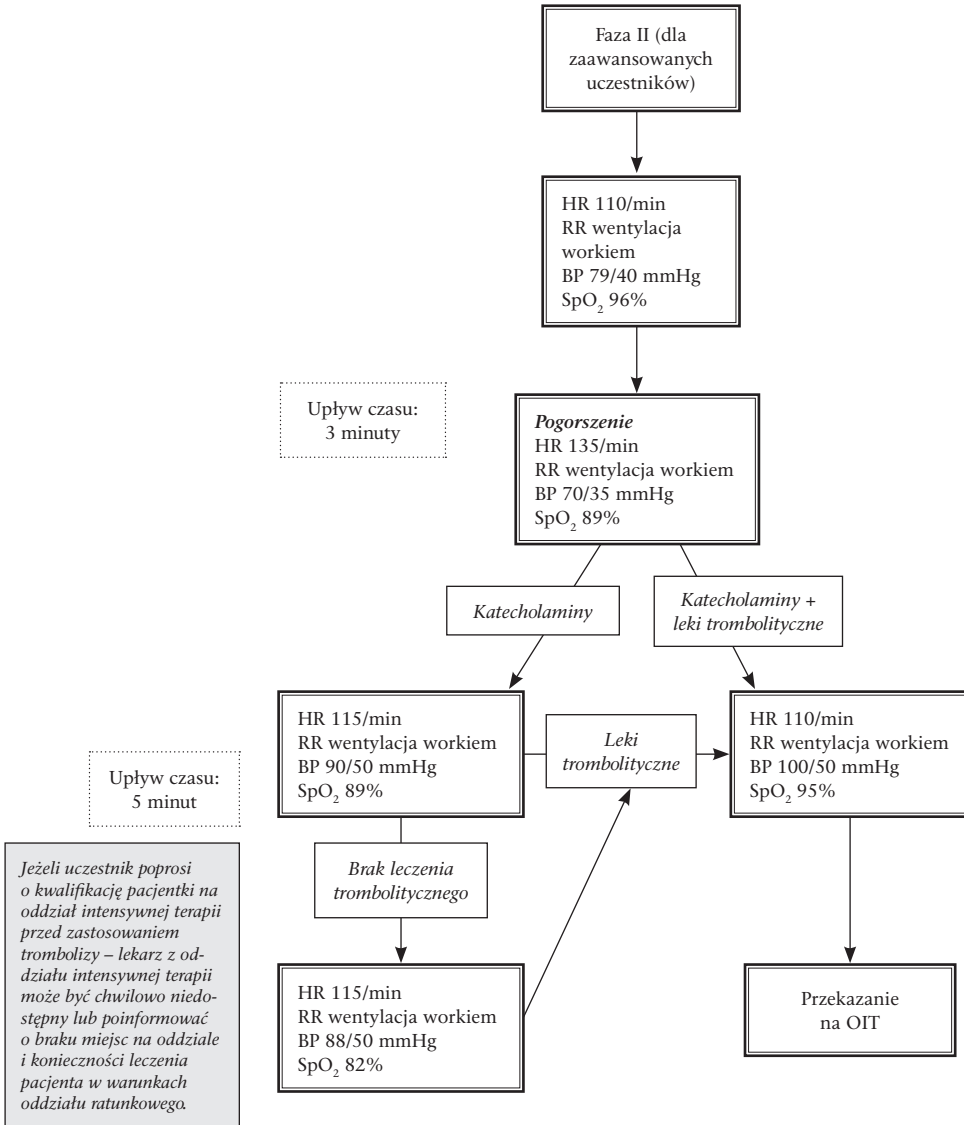 Faza II (dla
zaawansowanych
uczestników)
HR 110/min
RR wentylacja
workiem
BP 79/40 mmHg
SpO₂ 96%
Upływ czasu:
3 minuty
Pogorszenie
HR 135/min
RR wentylacja workiem
BP 70/35 mmHg
SpO₂ 89%
Katecholaminy
Katecholaminy +
leki trombolityczne
HR 115/min
RR wentylacja workiem
BP 90/50 mmHg
SpO₂ 89%
Leki
trombolityczne
HR 110/min
RR wentylacja workiem
BP 100/50 mmHg
SpO₂ 95%
Upływ czasu:
5 minut
Jeżeli uczestnik poprosi
o kwalifikację pacjentki na
oddział intensywnej terapii
przed zastosowaniem
trombolizy – lekarz z od-
działu intensywnej terapii
może być chwilowo niedo-
stępny lub poinformować
o braku miejsc na oddziale
i konieczności leczenia
pacjenta w warunkach
oddziału ratunkowego.
Brak leczenia
trombolitycznego
HR 115/min
RR wentylacja workiem
BP 88/50 mmHg
SpO₂ 82%
Przekazanie
na OIT